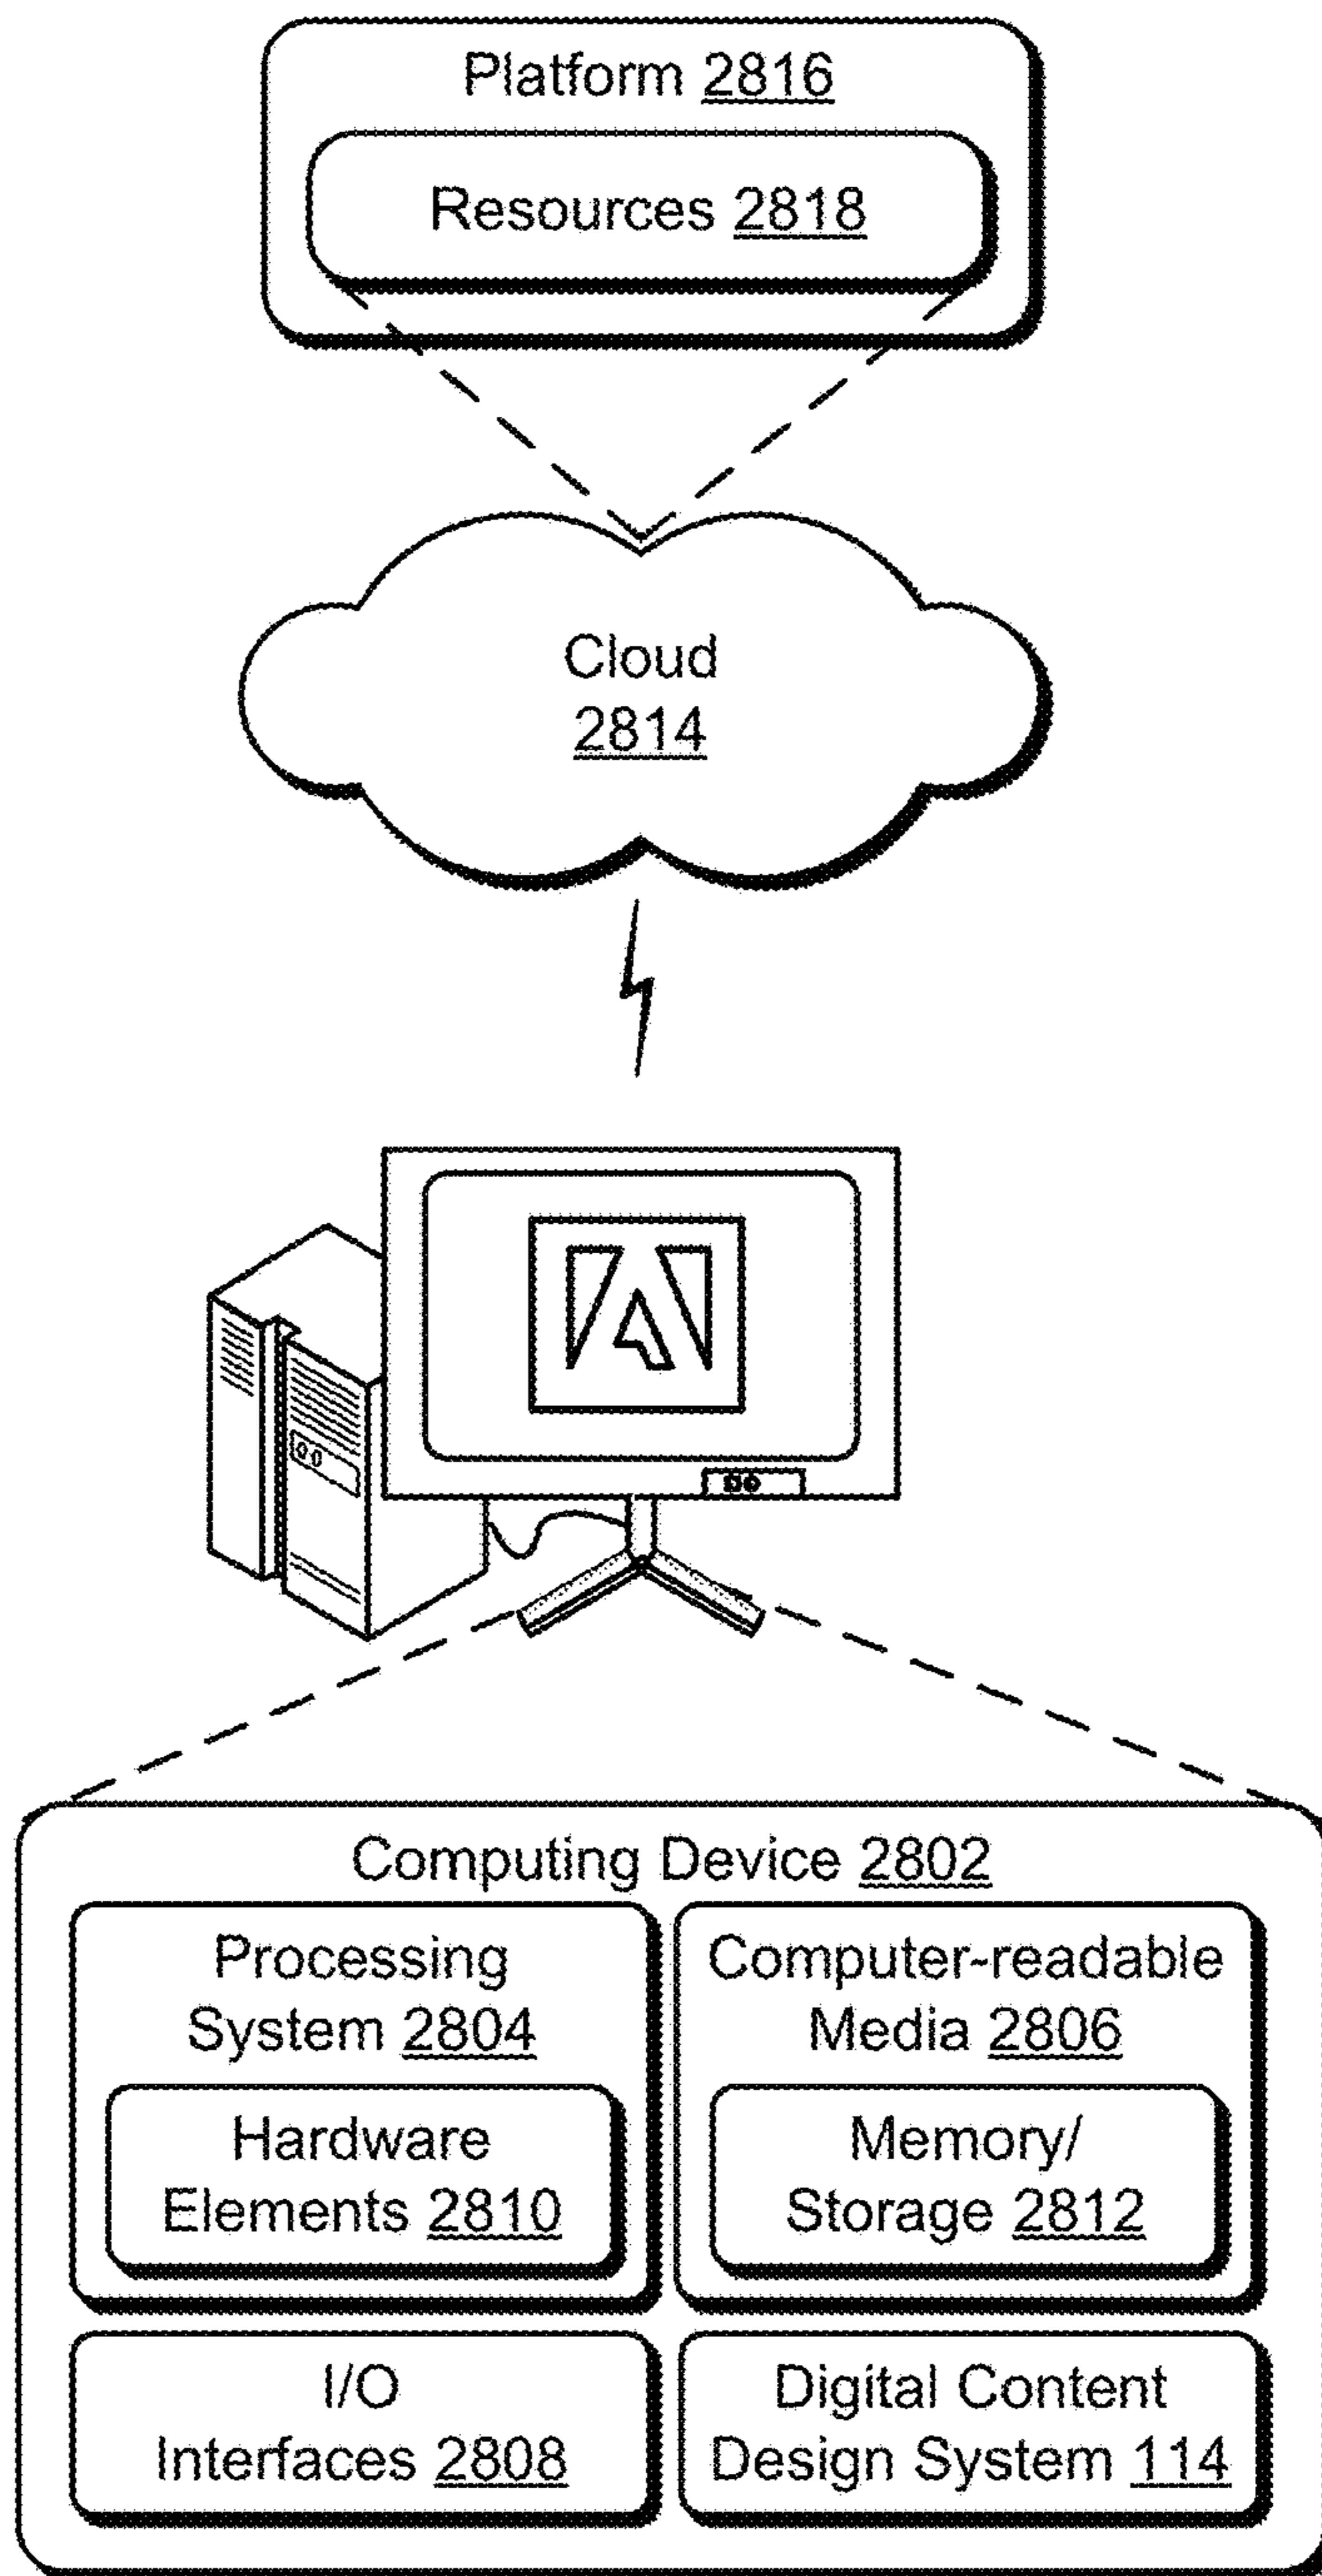 Platform 2816
Resources 2818
Cloud
2814
Computing Device 2802
Processing
System 2804
Hardware
Elements 2810
Computer-readable
Media 2806
Memory/
Storage 2812
I/O
Interfaces 2808
Digital Content
Design System 114